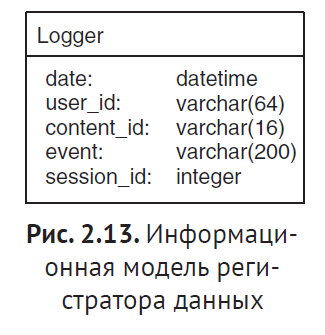 Logger
date: datetime
user_id: varchar(64)
content_id: varchar(16)
event: varchar(200)
session_id: integer
Рис. 2.13. Информаци-
онная модель реги-
стратора данных